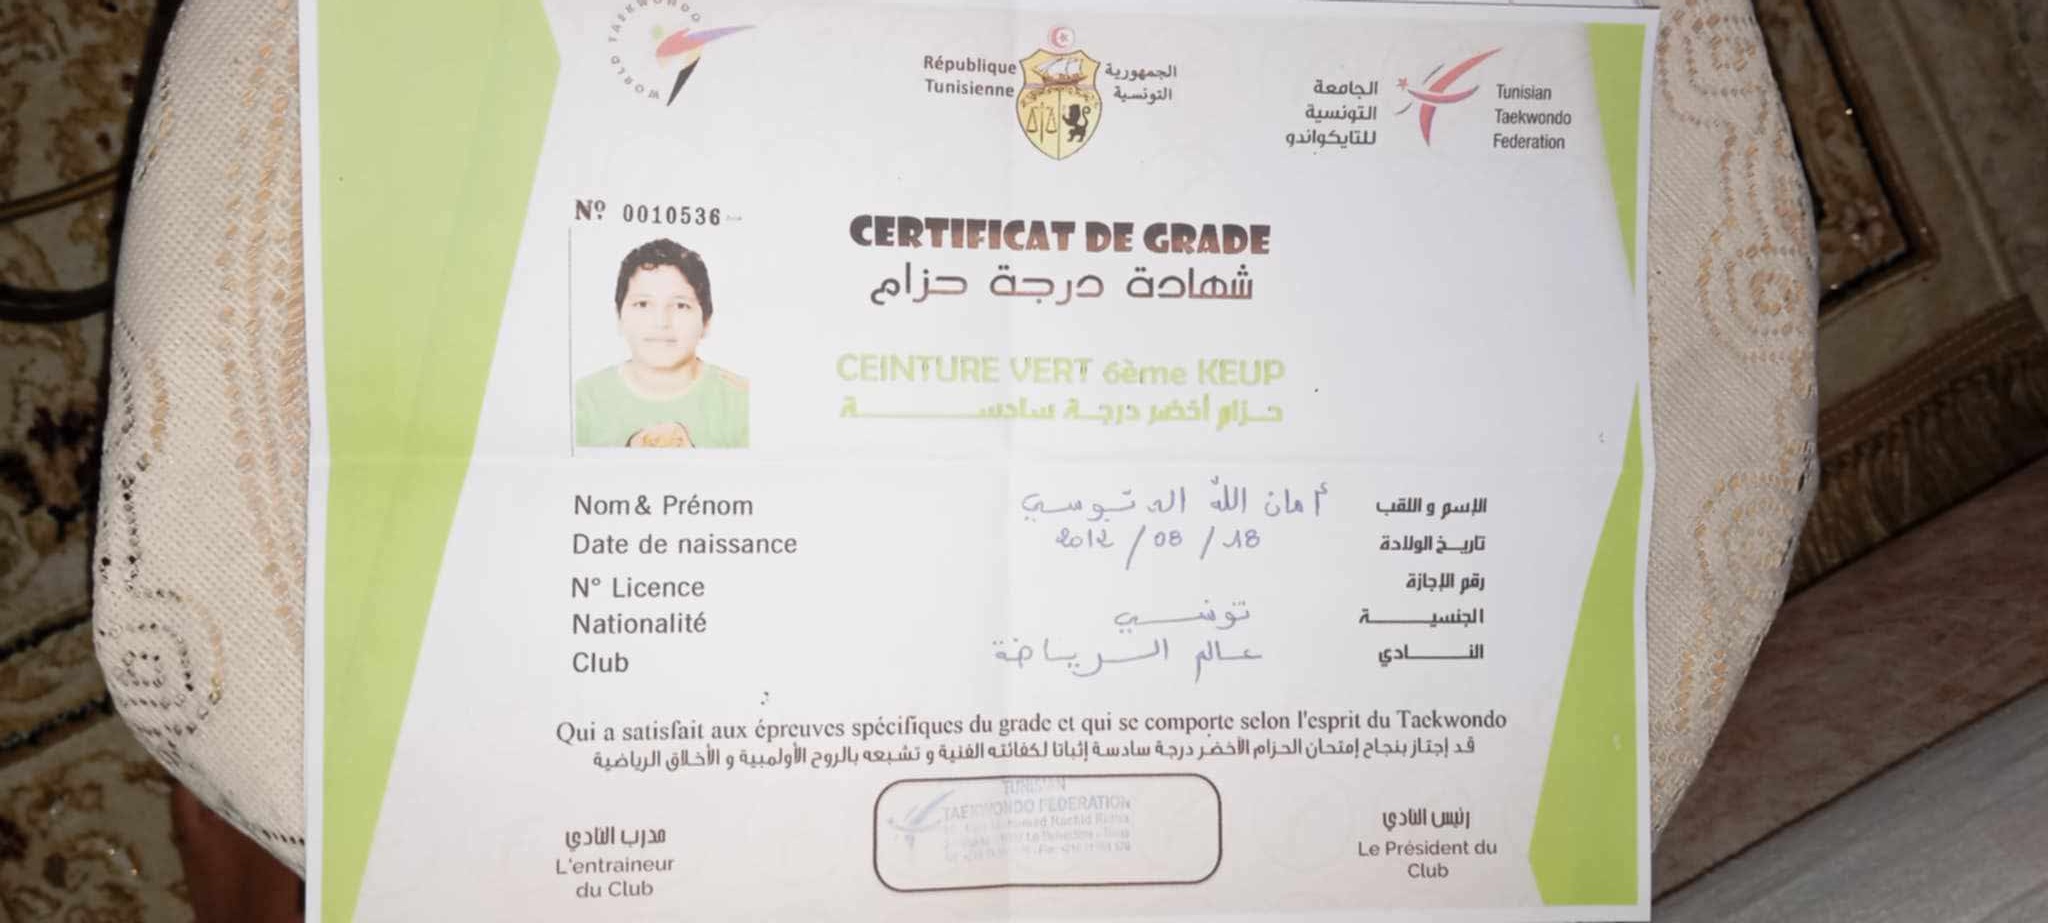 WORLD TAEKWONDO
République
Tunisienne
الجمهورية
التونسية
الجامعة
التونسية
للتايكواندو
Tunisian
Taekwondo
Federation
Nº 0010536
CERTIFICAT DE GRADE
شهادة درجة حزام
CEINTURE VERT 6ème KEUP
حزام أخضر درجة سادسة
Nom & Prénom أمان الله الاسم و اللقب
Date de naissance 2012 / 08 / 18 تاريخ الولادة
N° Licence رقم الإجازة
Nationalité تونسي الجنسية
Club عالم الرياضة النادي
Qui a satisfait aux épreuves spécifiques du grade et qui se comporte selon l'esprit du Taekwondo
قد إجتاز بنجاح إمتحان الحزام الأخضر درجة سادسة إثباتا لكفائته الفنية و تشبعه بالروح الأولمبية و الأخلاق الرياضية
TUNISIAN
TAEKWONDO FEDERATION
مدرب النادي
L'entraineur
du Club
رئيس النادي
Le Président du
Club